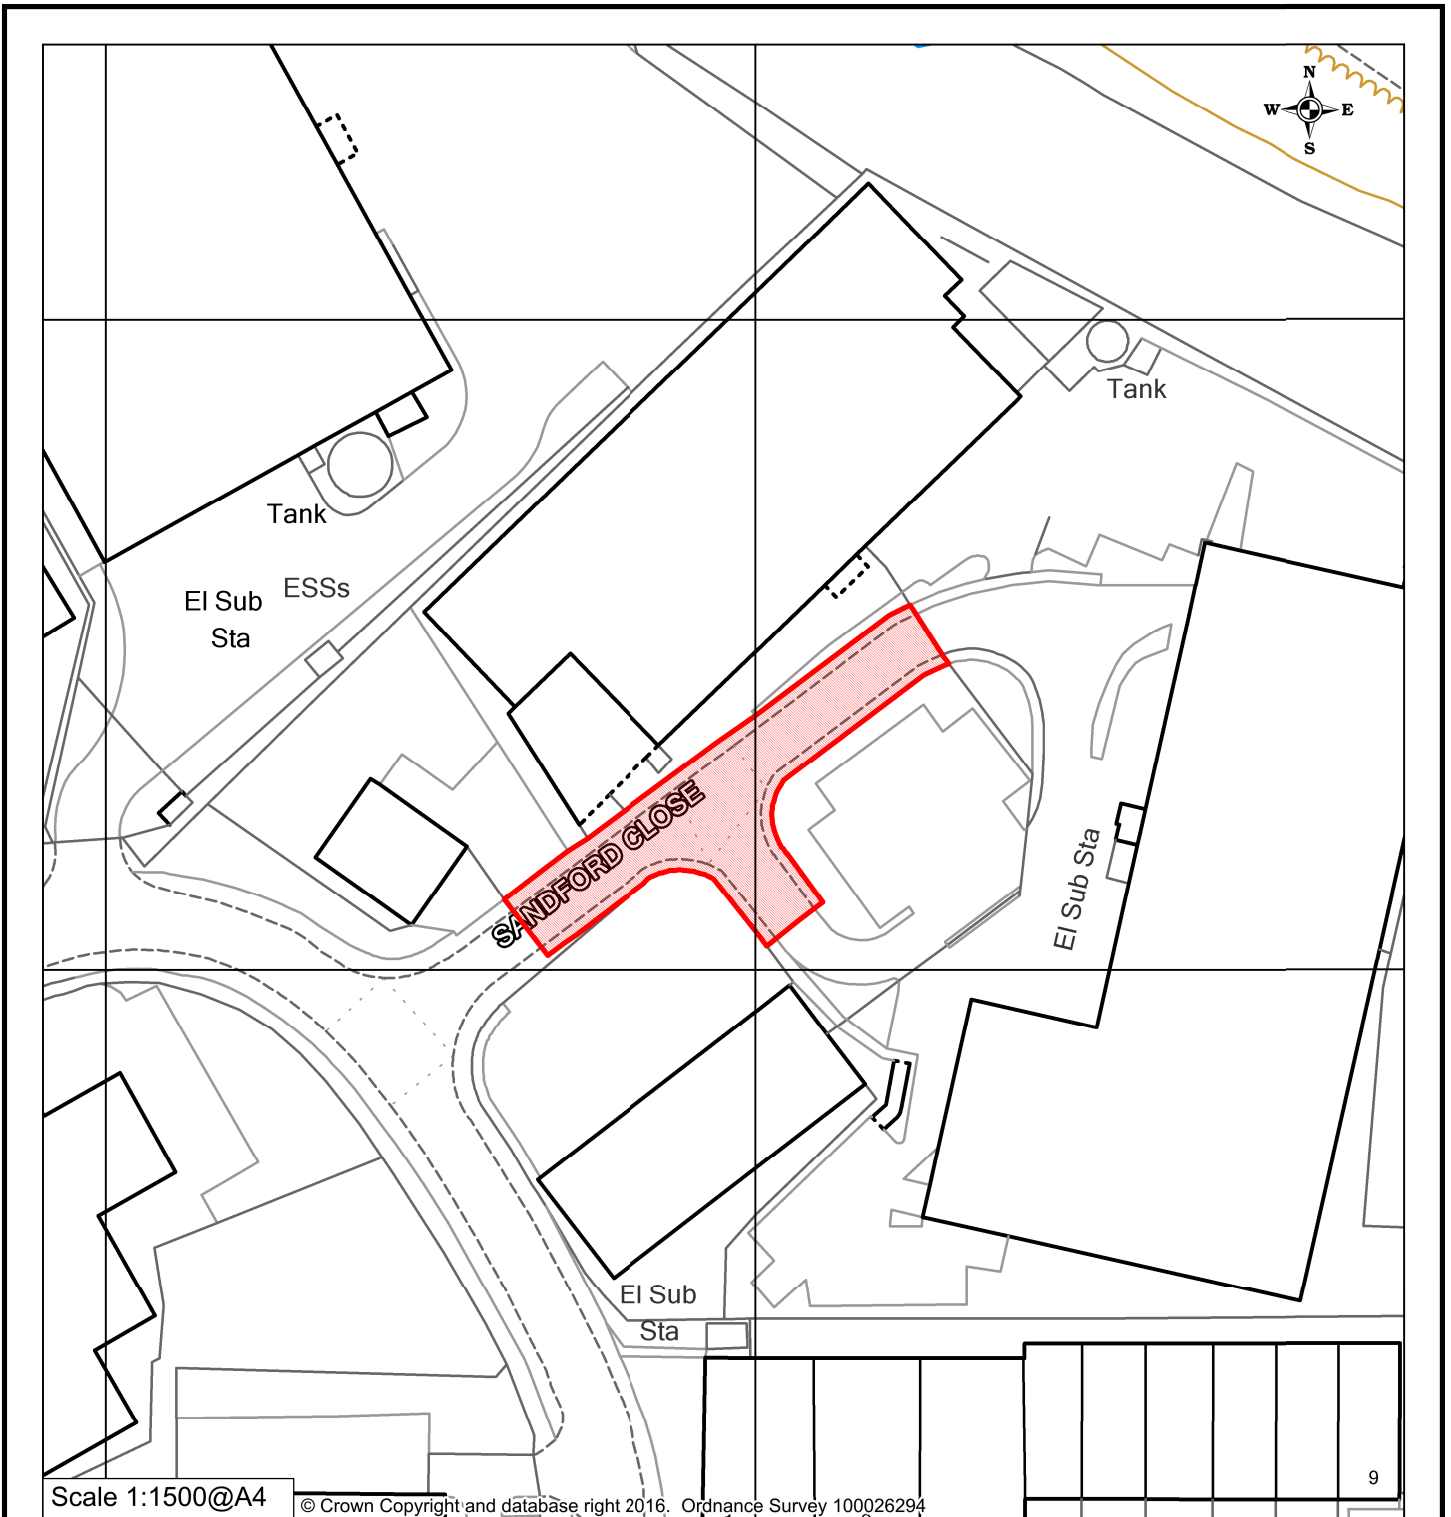 N
W E
S
Tank
Tank
El Sub
Sta
ESSs
SANDFORD CLOSE
El Sub Sta
El Sub
Sta
9
Scale 1:1500@A4
© Crown Copyright and database right 2016. Ordnance Survey 100026294